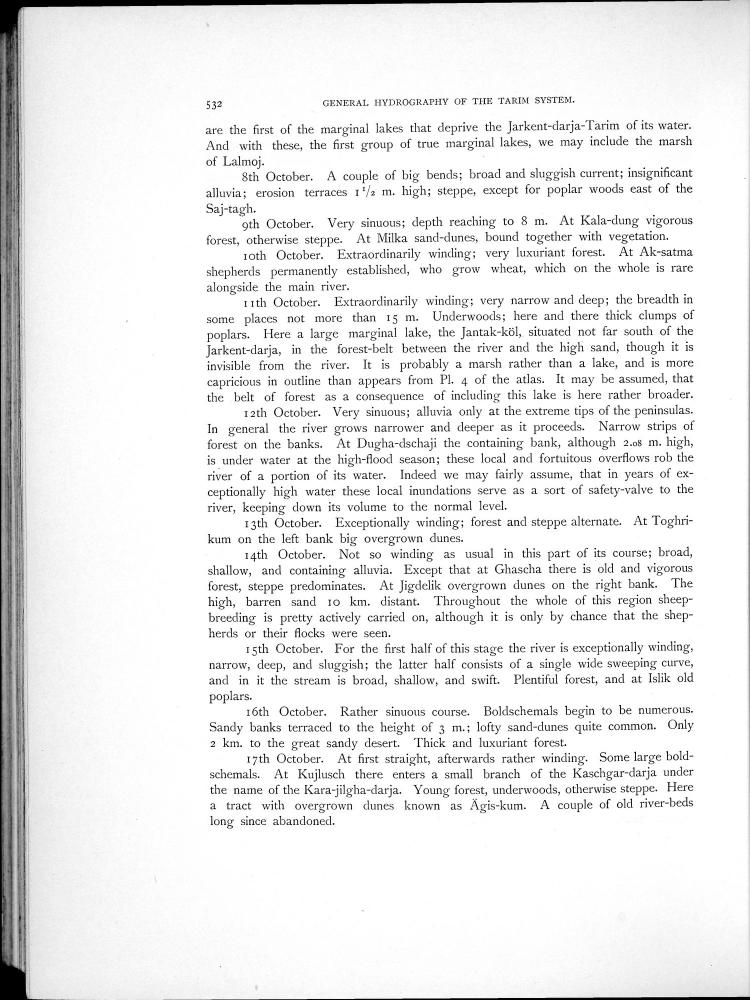 532 GENERAL HYDROGRAPHY OF THE TARIM SYSTEM.
are the first of the marginal lakes that deprive the Jarkent-darja-Tarim of its water.
And with these, the first group of true marginal lakes, we may include the marsh
of Lalmoj.
8th October. A couple of big bends; broad and sluggish current; insignificant
alluvia; erosion terraces 1 1/2 m. high; steppe, except for poplar woods east of the
Saj-tagh.
9th October. Very sinuous; depth reaching to 8 m. At Kala-dung vigorous
forest, otherwise steppe. At Milka sand-dunes, bound together with vegetation.
10th October. Extraordinarily winding; very luxuriant forest. At Ak-satma
shepherds permanently established, who grow wheat, which on the whole is rare
alongside the main river.
11th October. Extraordinarily winding; very narrow and deep; the breadth in
some places not more than 15 m. Underwoods; here and there thick clumps of
poplars. Here a large marginal lake, the Jantak-köl, situated not far south of the
Jarkent-darja, in the forest-belt between the river and the high sand, though it is
invisible from the river. It is probably a marsh rather than a lake, and is more
capricious in outline than appears from Pl. 4 of the atlas. It may be assumed, that
the belt of forest as a consequence of including this lake is here rather broader.
12th October. Very sinuous; alluvia only at the extreme tips of the peninsulas.
In general the river grows narrower and deeper as it proceeds. Narrow strips of
forest on the banks. At Dugha-dschaji the containing bank, although 2.08 m. high,
is under water at the high-flood season; these local and fortuitous overflows rob the
river of a portion of its water. Indeed we may fairly assume, that in years of ex-
ceptionally high water these local inundations serve as a sort of safety-valve to the
river, keeping down its volume to the normal level.
13th October. Exceptionally winding; forest and steppe alternate. At Toghri-
kum on the left bank big overgrown dunes.
14th October. Not so winding as usual in this part of its course; broad,
shallow, and containing alluvia. Except that at Ghascha there is old and vigorous
forest, steppe predominates. At Jigdelik overgrown dunes on the right bank. The
high, barren sand 10 km. distant. Throughout the whole of this region sheep-
breeding is pretty actively carried on, although it is only by chance that the shep-
herds or their flocks were seen.
15th October. For the first half of this stage the river is exceptionally winding,
narrow, deep, and sluggish; the latter half consists of a single wide sweeping curve,
and in it the stream is broad, shallow, and swift. Plentiful forest, and at Islik old
poplars.
16th October. Rather sinuous course. Boldschemals begin to be numerous.
Sandy banks terraced to the height of 3 m.; lofty sand-dunes quite common. Only
2 km. to the great sandy desert. Thick and luxuriant forest.
17th October. At first straight, afterwards rather winding. Some large bold-
schemals. At Kujlusch there enters a small branch of the Kaschgar-darja under
the name of the Kara-jilgha-darja. Young forest, underwoods, otherwise steppe. Here
a tract with overgrown dunes known as Ägis-kum. A couple of old river-beds
long since abandoned.